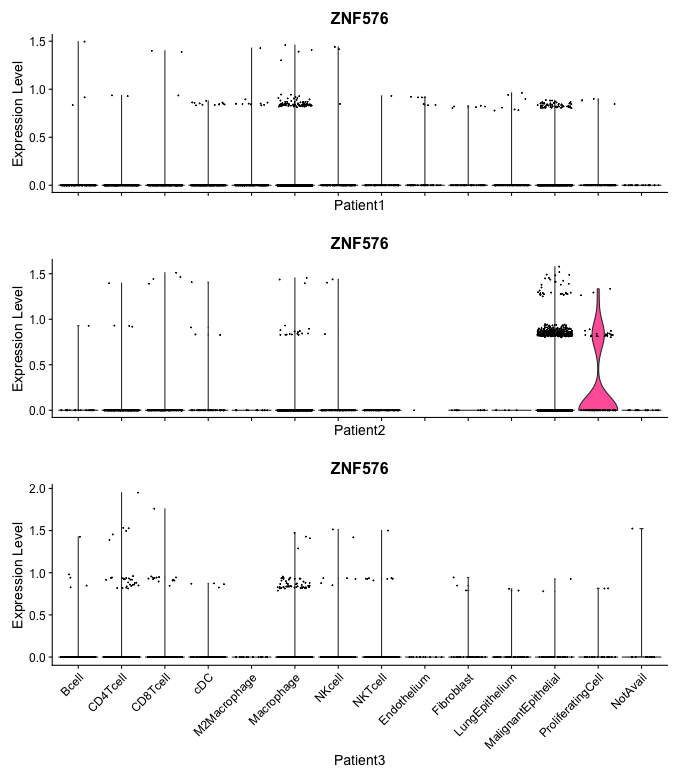 ZNF576
Expression Level
1.5
1.0
0.5
0.0
Patient1
ZNF576
Expression Level
1.5
1.0
0.5
0.0
Patient2
ZNF576
Expression Level
2.0
1.5
1.0
0.5
0.0
Bcell
CD4Tcell
CD8Tcell
cDC
M2Macrophage
Macrophage
NKcell
NKTcell
Endothelium
Fibroblast
LungEpithelium
MalignantEpithelial
ProliferatingCell
NotAvail
Patient3